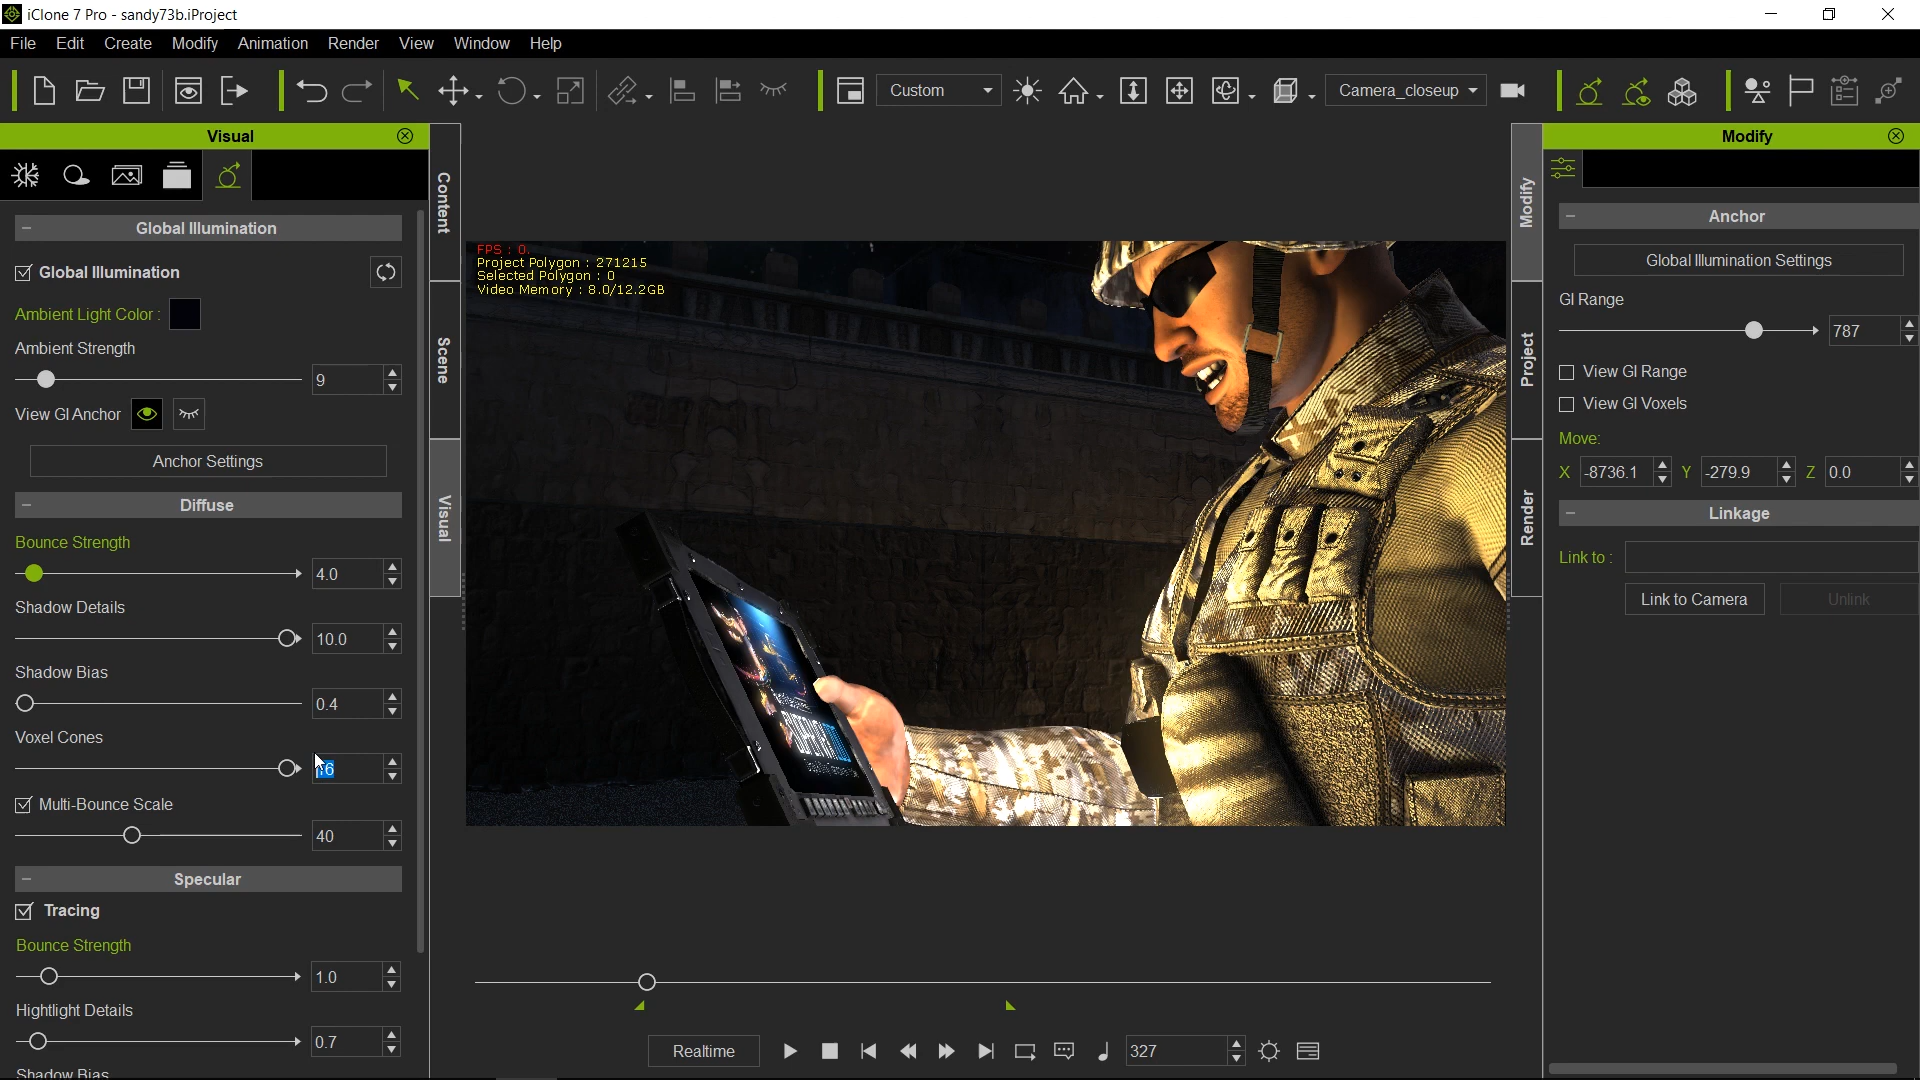 iClone 7 Pro - sandy73b.iProject
File Edit Create Modify Animation Render View Window Help
Custom
Camera_closeup
Visual
Global Illumination
Global Illumination
Ambient Light Color :
Ambient Strength
9
View GI Anchor
Anchor Settings
Diffuse
Bounce Strength
4.0
Shadow Details
10.0
Shadow Bias
0.4
Voxel Cones
16
Multi-Bounce Scale
40
Specular
Tracing
Bounce Strength
1.0
Hightlight Details
0.7
Shadow Bias
Content
Scene
Visual
FPS : 0.
Project Polygon : 271215
Selected Polygon : 0
Video Memory : 8.0/12.2GB
Realtime
327
Modify
Project
Render
Modify
Anchor
Global Illumination Settings
GI Range
787
View GI Range
View GI Voxels
Move:
X -8736.1 Y -279.9 Z 0.0
Linkage
Link to :
Link to Camera Unlink